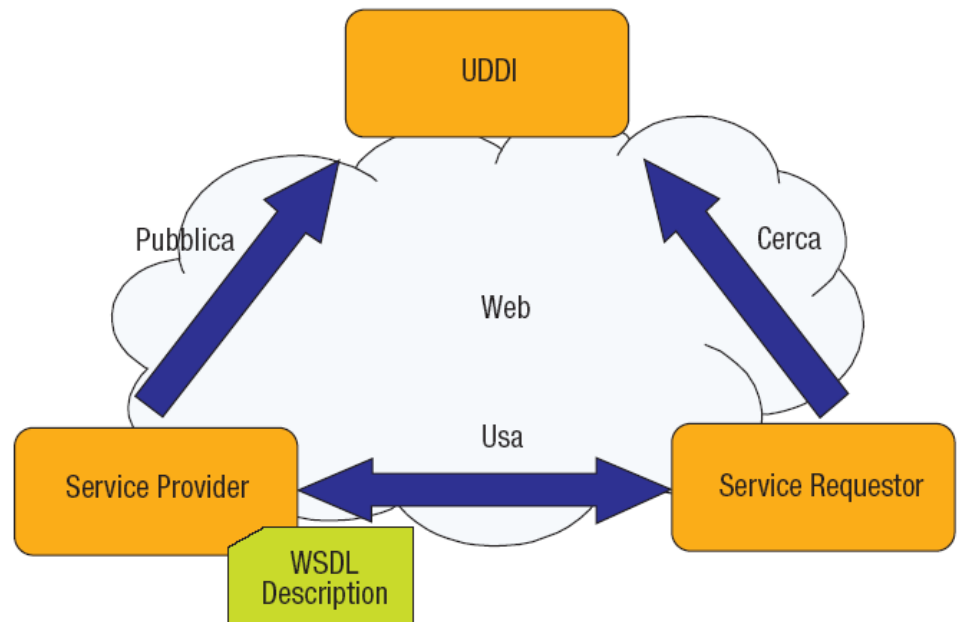 UDDI
Pubblica
Cerca
Web
Usa
Service Provider
Service Requestor
WSDL
Description